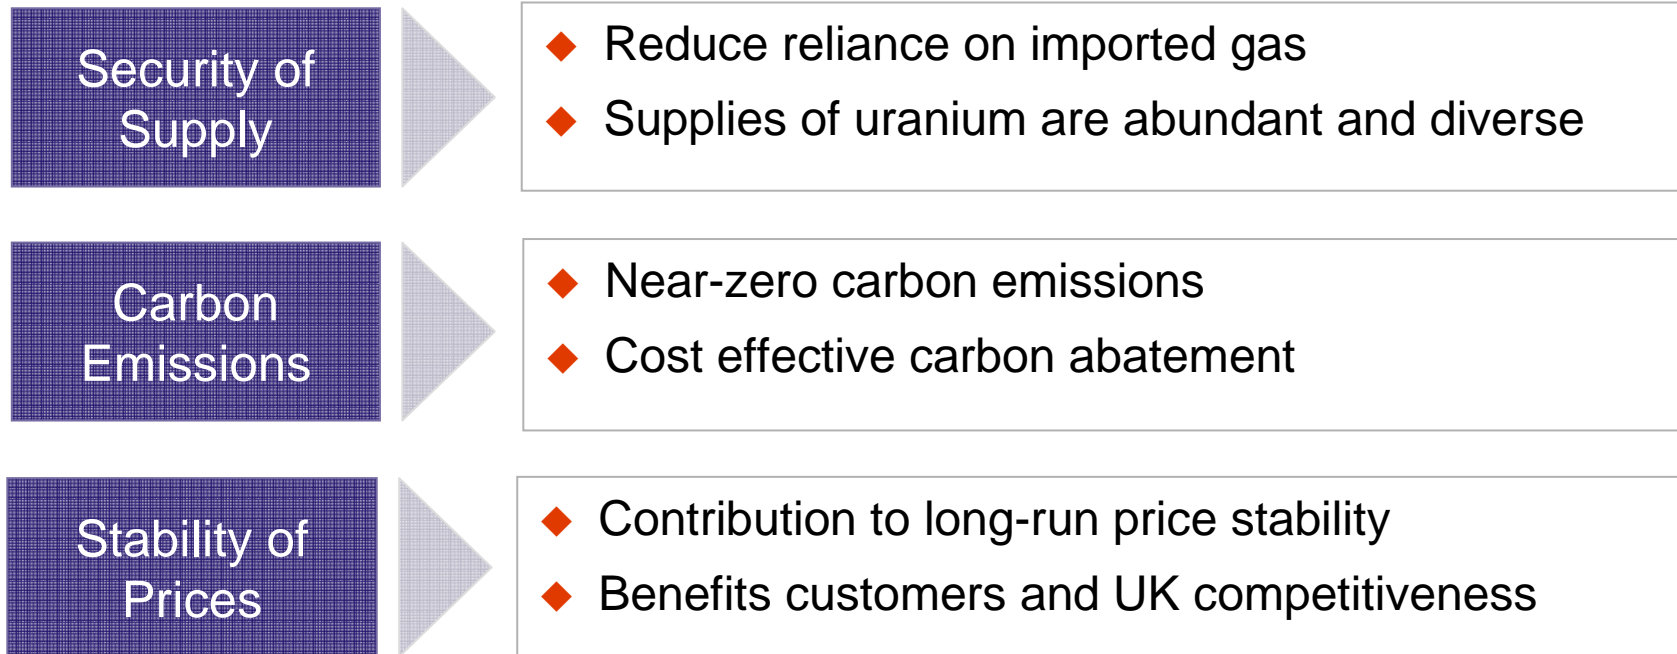 Security of
Supply
◆ Reduce reliance on imported gas
◆ Supplies of uranium are abundant and diverse
Carbon
Emissions
◆ Near-zero carbon emissions
◆ Cost effective carbon abatement
Stability of
Prices
◆ Contribution to long-run price stability
◆ Benefits customers and UK competitiveness